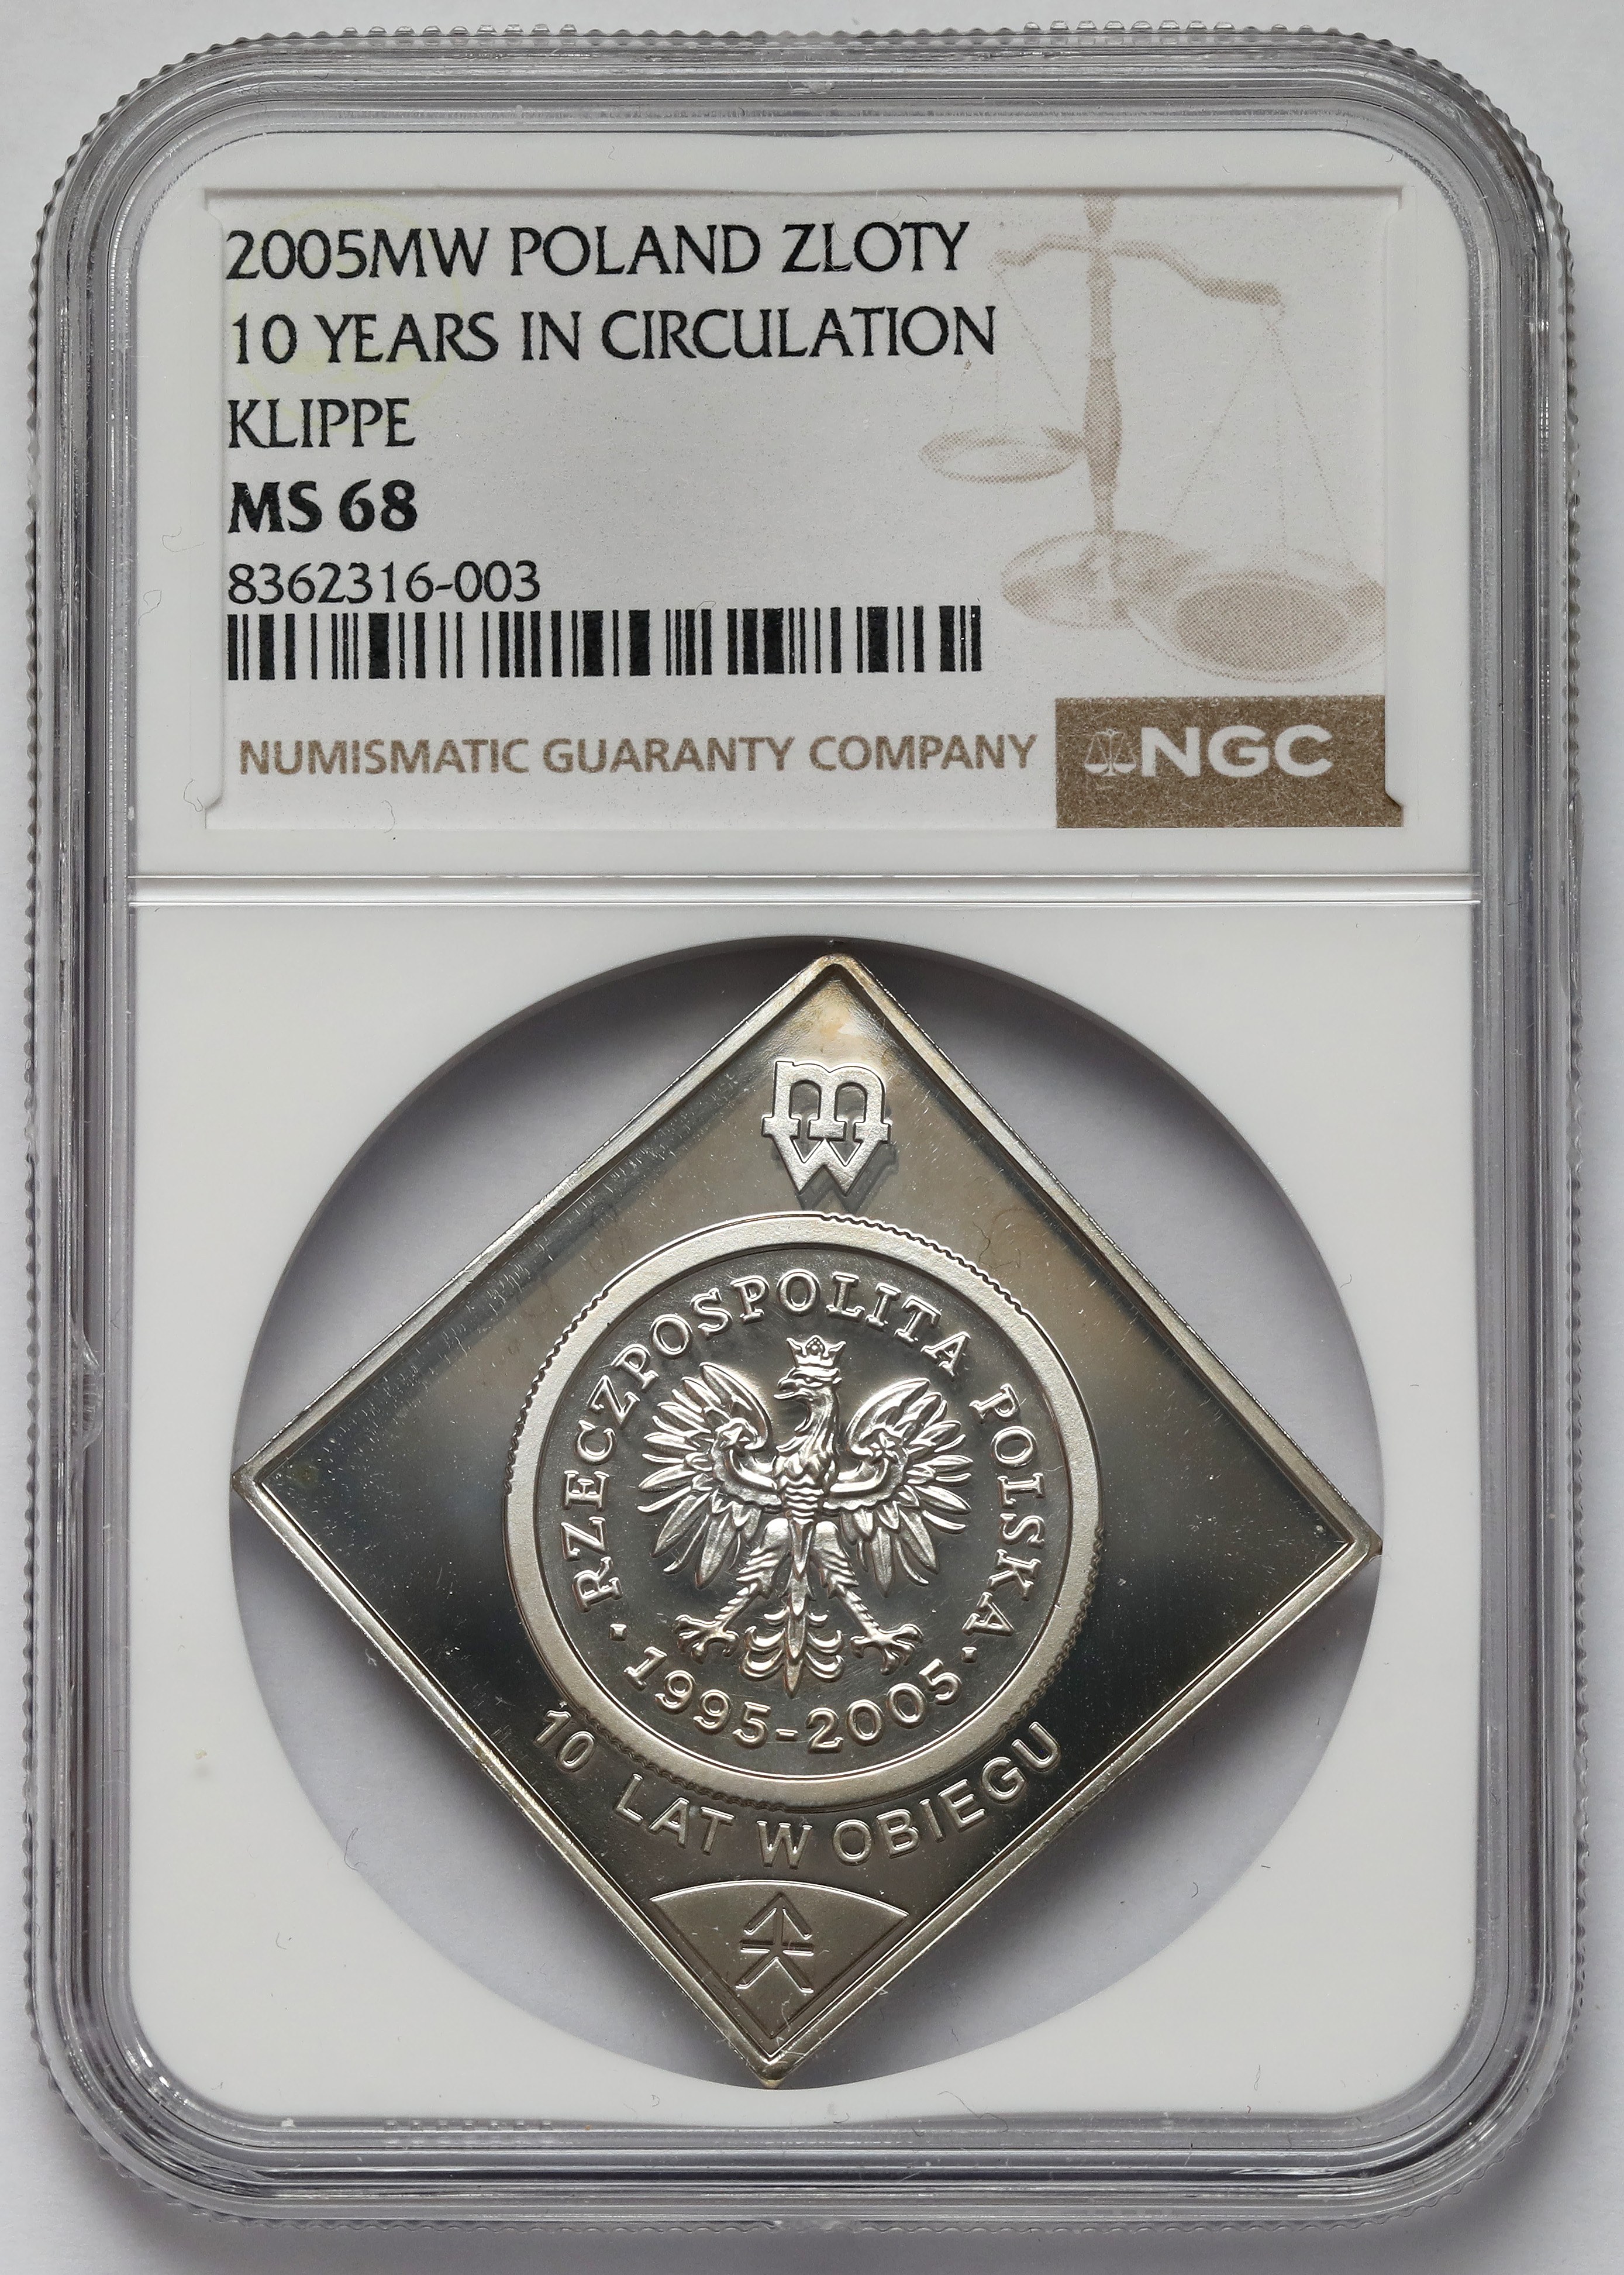 2005MW POLAND ZLOTY
10 YEARS IN CIRCULATION
KLIPPE
MS 68
8362316-003
NUMISMATIC GUARANTY COMPANY
NGC
MW
RZECZPOSPOLITA POLSKA
·1995-2005·
10 LAT W OBIEGU